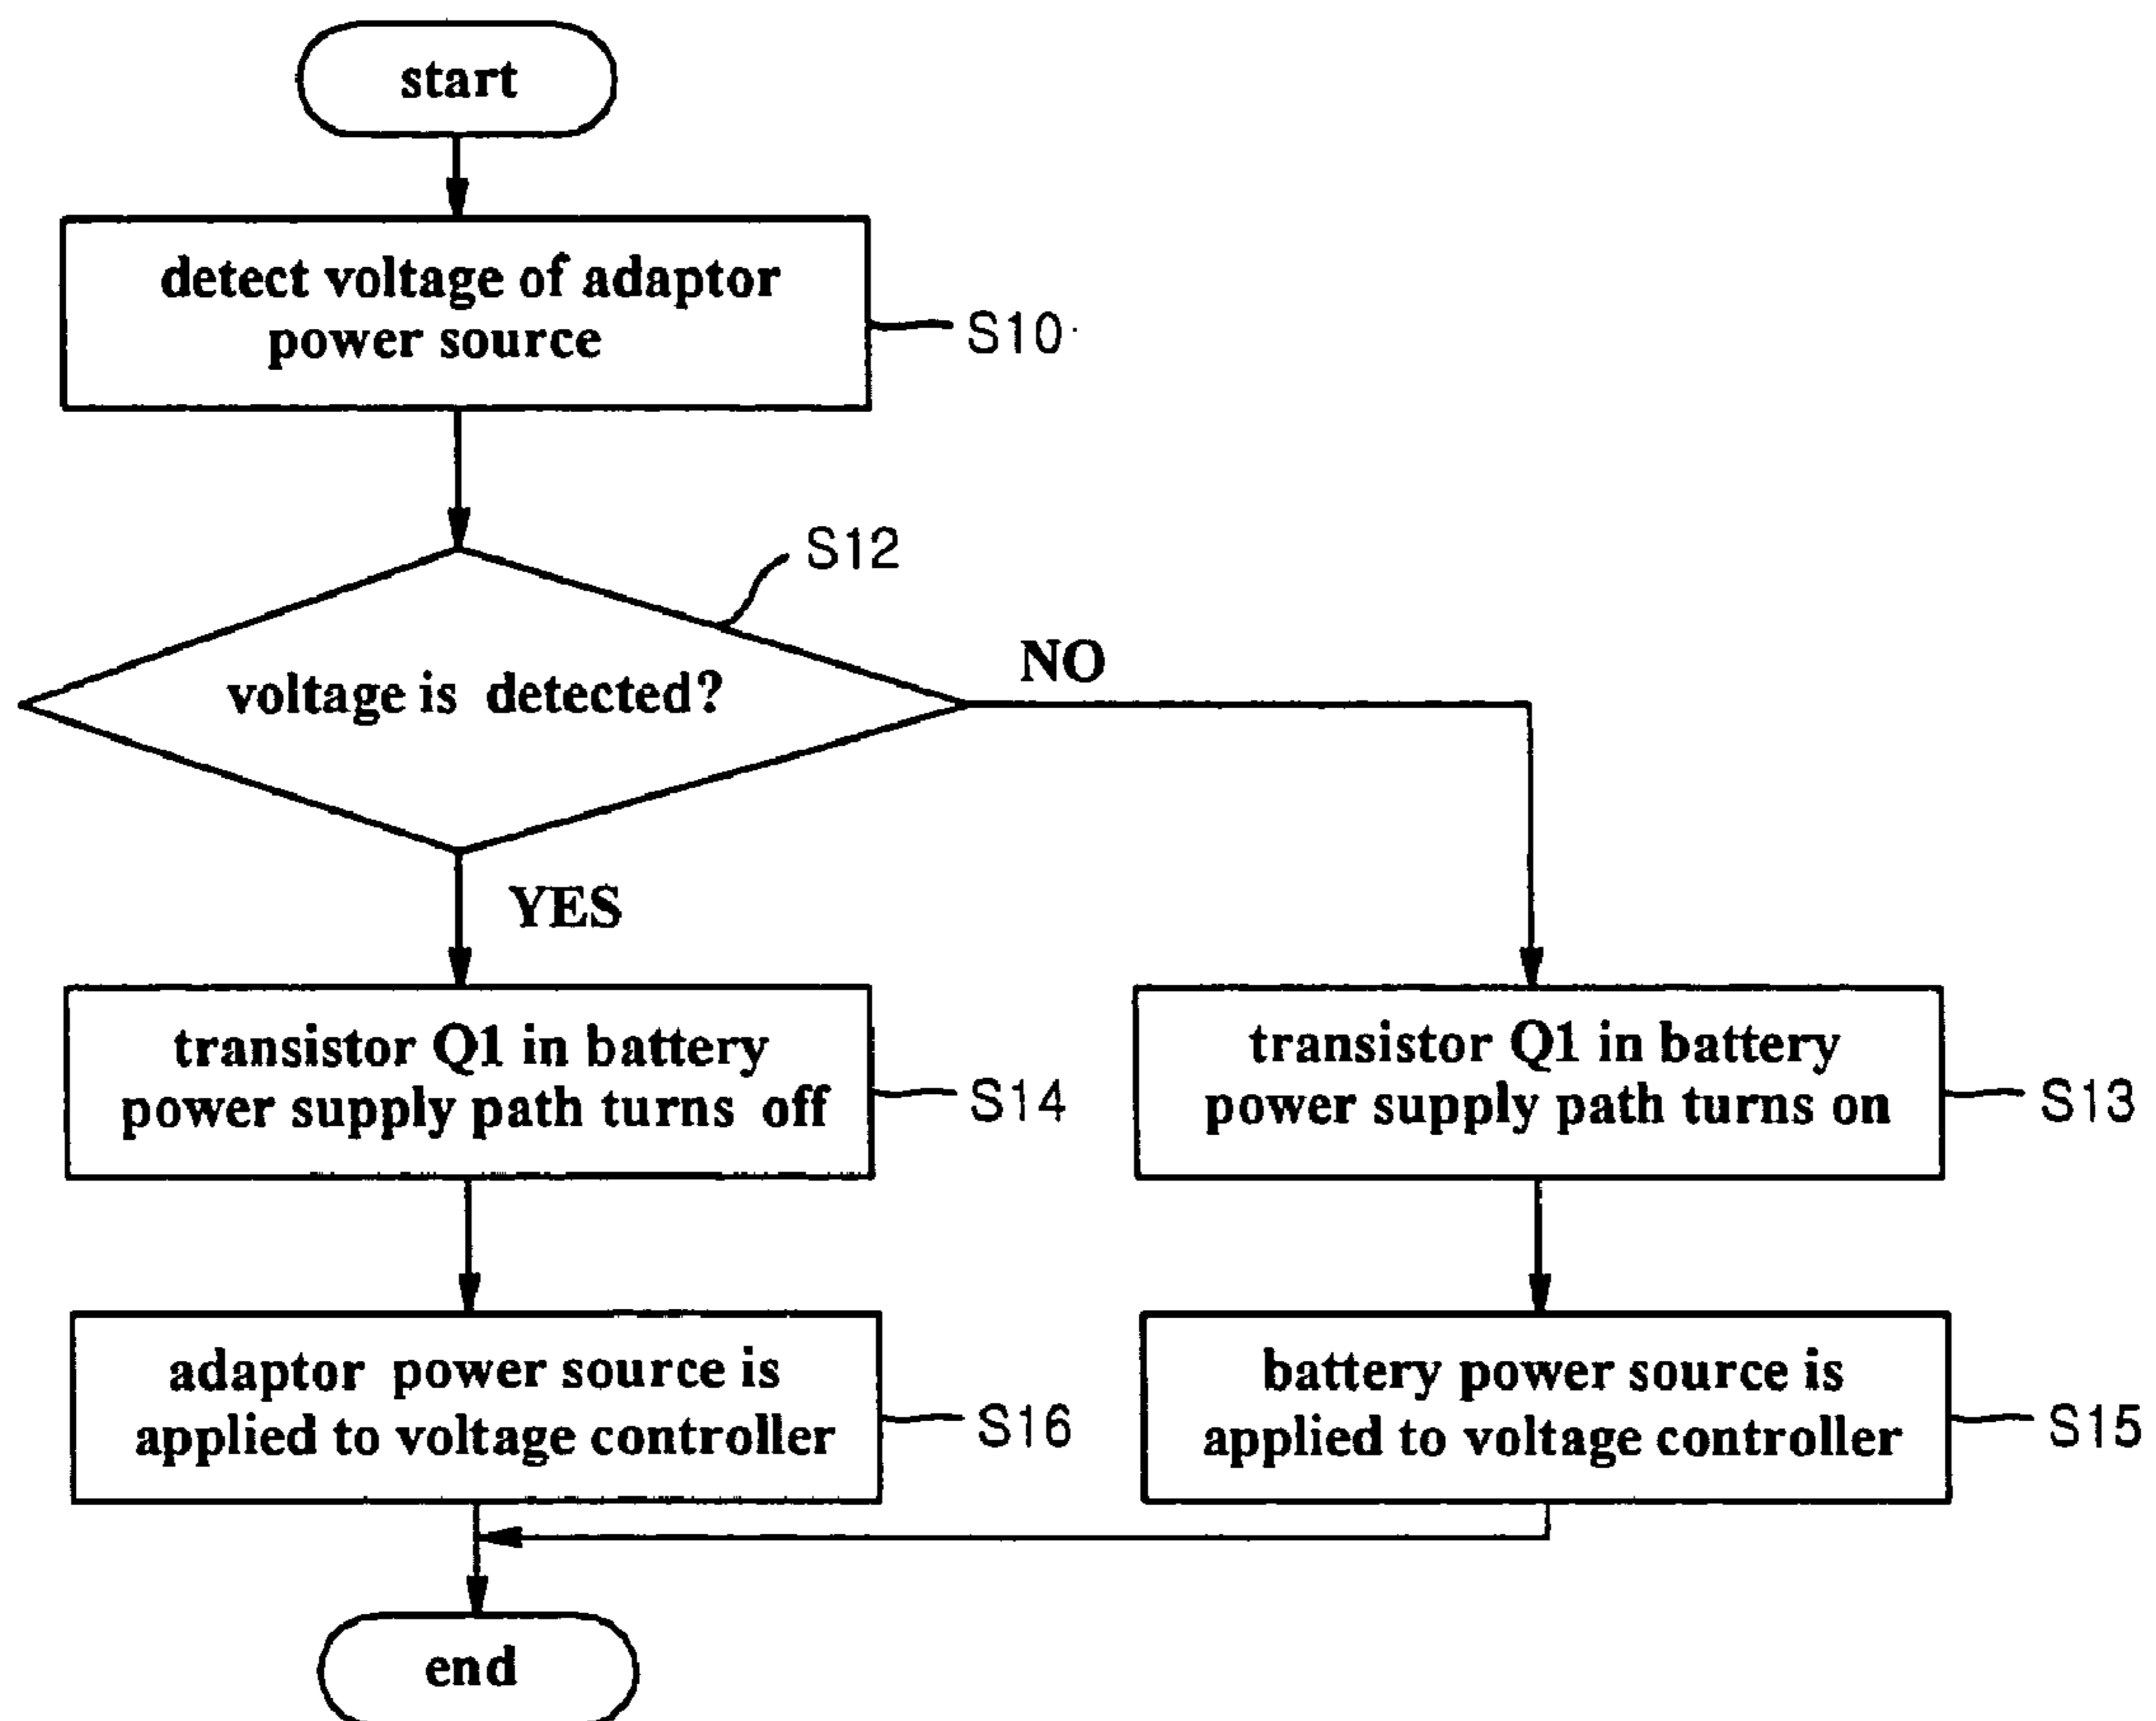 start
detect voltage of adaptor
power source
S10
S12
voltage is detected?
NO
YES
transistor Q1 in battery
power supply path turns off
S14
transistor Q1 in battery
power supply path turns on
S13
adaptor power source is
applied to voltage controller
S16
battery power source is
applied to voltage controller
S15
end